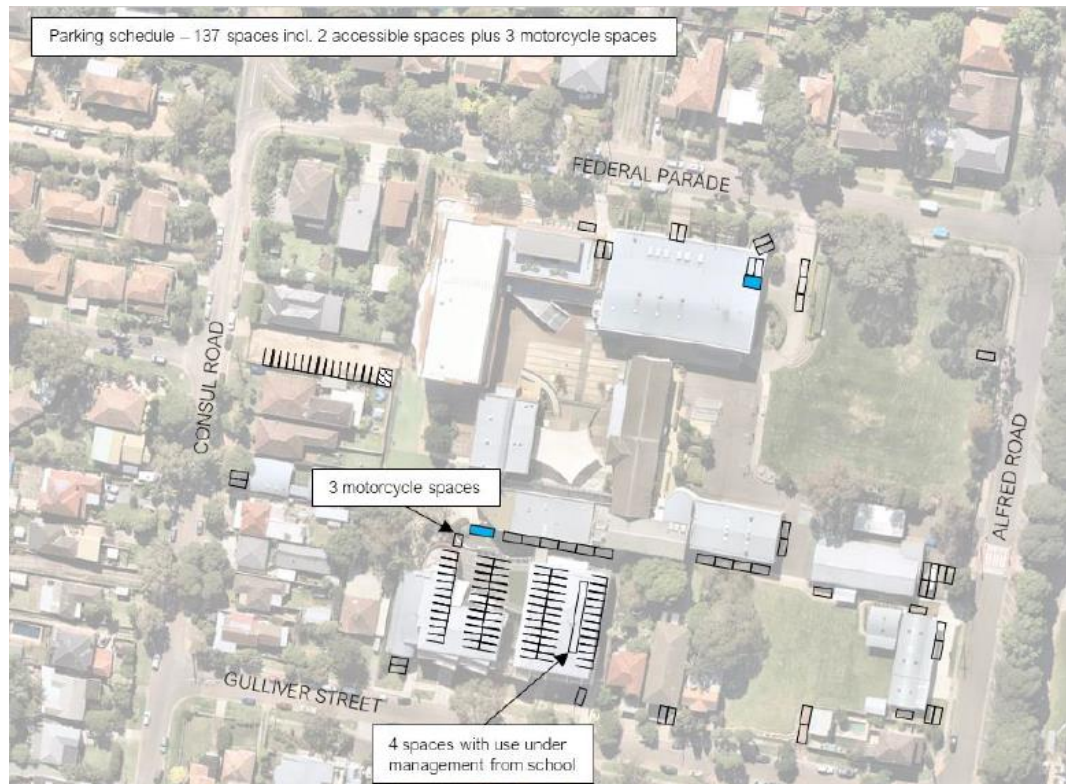 Parking schedule – 137 spaces incl. 2 accessible spaces plus 3 motorcycle spaces
FEDERAL PARADE
CONSUL ROAD
ALFRED ROAD
3 motorcycle spaces
GULLIVER STREET
4 spaces with use under
management from school